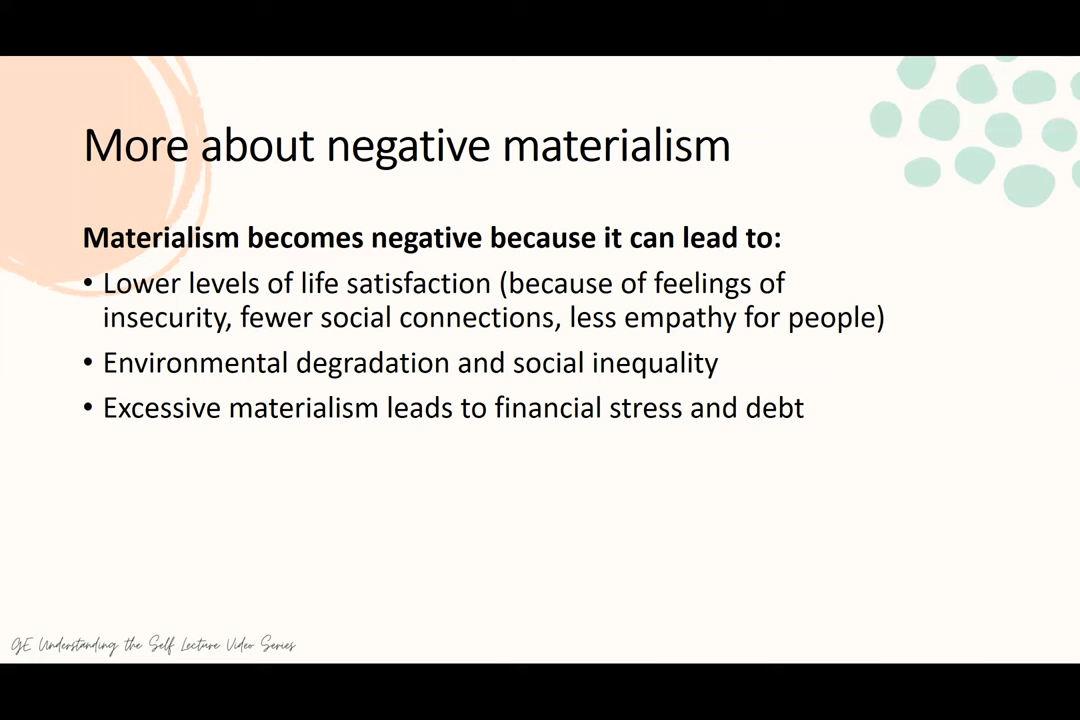 More about negative materialism
Materialism becomes negative because it can lead to:
• Lower levels of life satisfaction (because of feelings of
insecurity, fewer social connections, less empathy for people)
• Environmental degradation and social inequality
• Excessive materialism leads to financial stress and debt
GE Understanding the Self Lecture Video Series